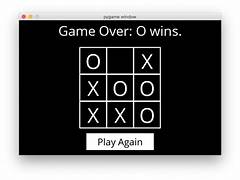 pygame window
Game Over: O wins.
O X
X O O
X X O
Play Again